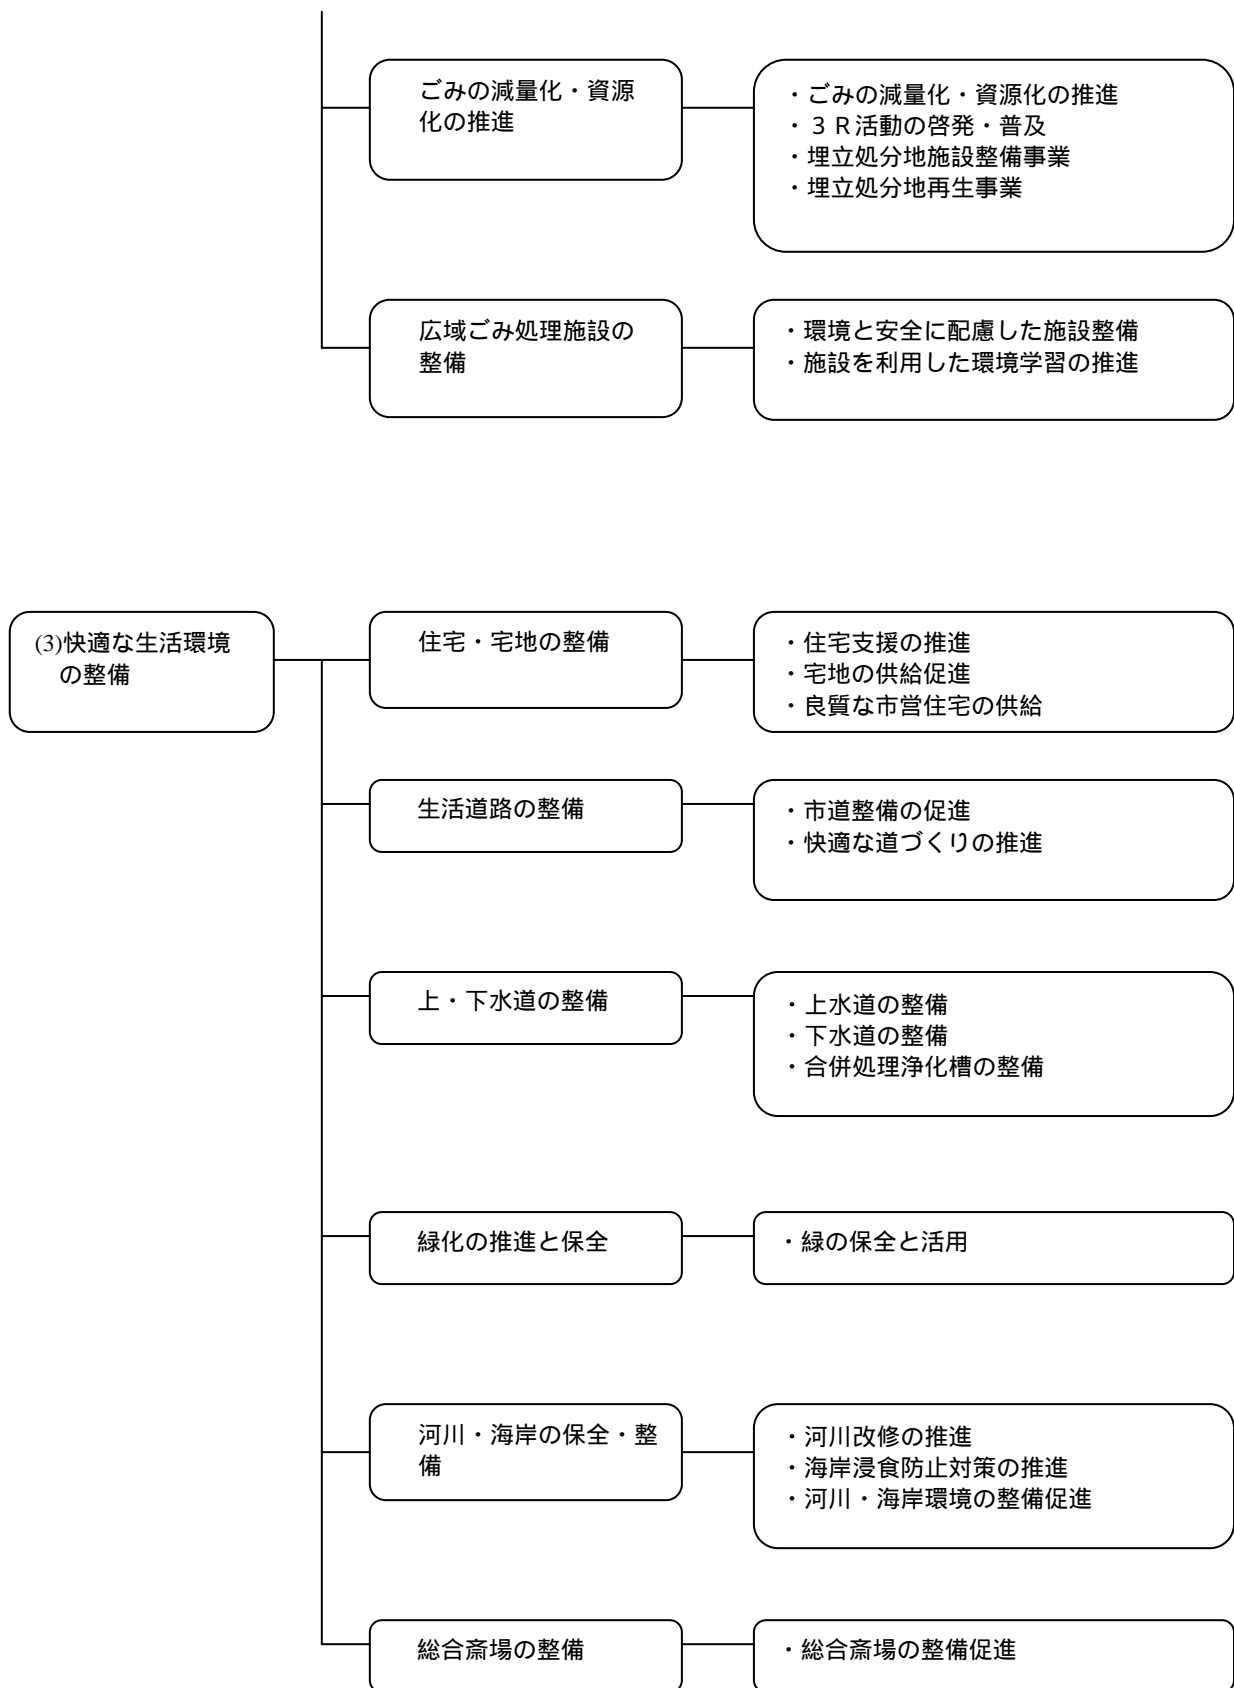 ごみの減量化・資源
化の推進
・ごみの減量化・資源化の推進
・３Ｒ活動の啓発・普及
・埋立処分地施設整備事業
・埋立処分地再生事業
広域ごみ処理施設の
整備
・環境と安全に配慮した施設整備
・施設を利用した環境学習の推進
(3)快適な生活環境
の整備
住宅・宅地の整備
・住宅支援の推進
・宅地の供給促進
・良質な市営住宅の供給
生活道路の整備
・市道整備の促進
・快適な道づくりの推進
上・下水道の整備
・上水道の整備
・下水道の整備
・合併処理浄化槽の整備
緑化の推進と保全
・緑の保全と活用
河川・海岸の保全・整
備
・河川改修の推進
・海岸浸食防止対策の推進
・河川・海岸環境の整備促進
総合斎場の整備
・総合斎場の整備促進